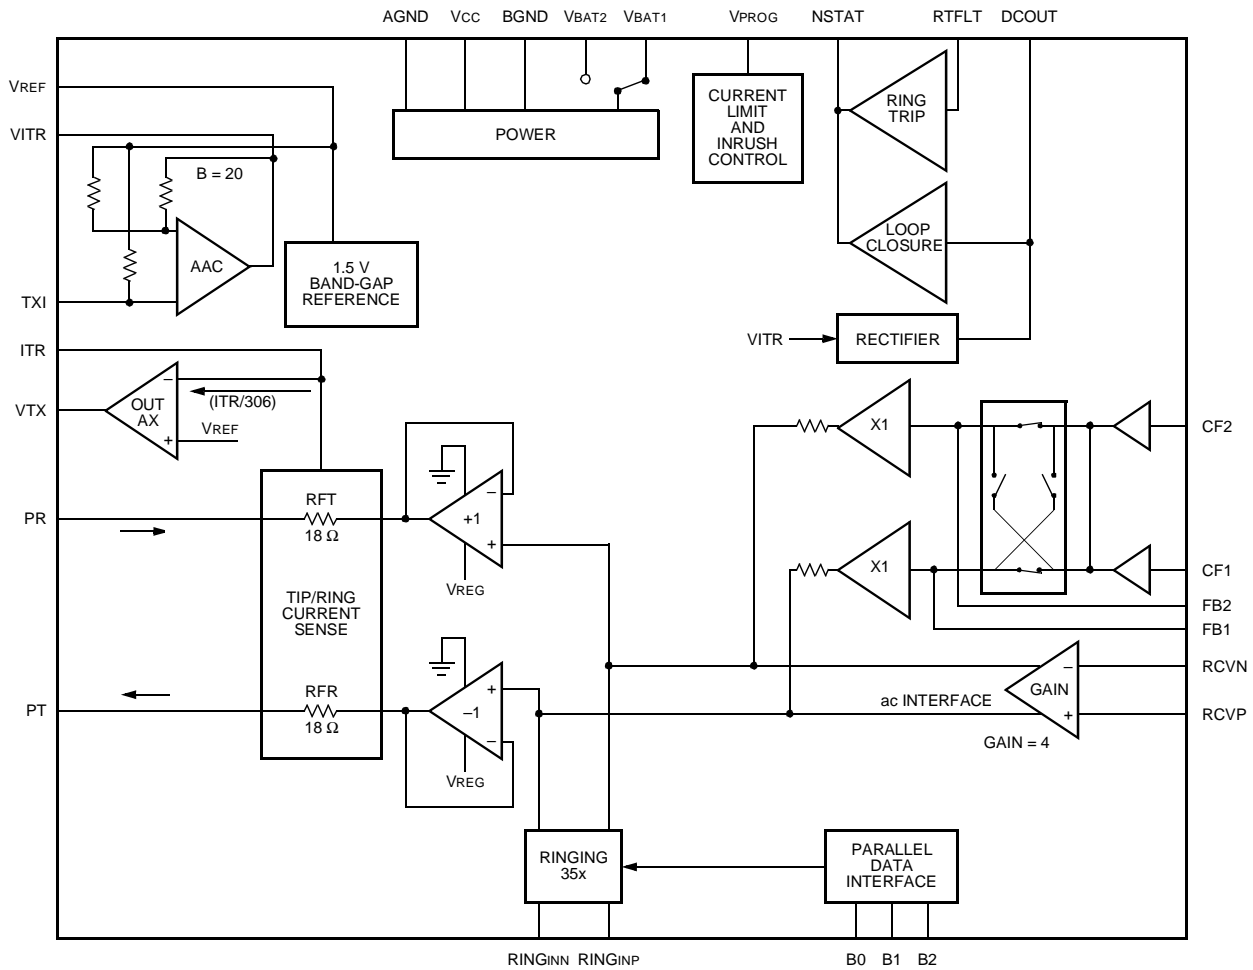 AGND VCC BGND VBAT2 VBAT1 VPROG NSTAT RTFLT DCOUT
VREF
VITR
B = 20
AAC
TXI
1.5 V
BAND-GAP
REFERENCE
POWER
CURRENT
LIMIT
AND
INRUSH
CONTROL
RING
TRIP
LOOP
CLOSURE
VITR
RECTIFIER
ITR
VTX
OUT
AX
–
+
(ITR/306)
VREF
PR
RFT
18 Ω
TIP/RING
CURRENT
SENSE
RFR
18 Ω
PT
–
+1
+
VREG
+
–1
–
VREG
X1
X1
CF2
CF1
FB2
FB1
RCVN
RCVP
–
GAIN
+
ac INTERFACE
GAIN = 4
RINGING
35x
PARALLEL
DATA
INTERFACE
RINGINN RINGINP B0 B1 B2